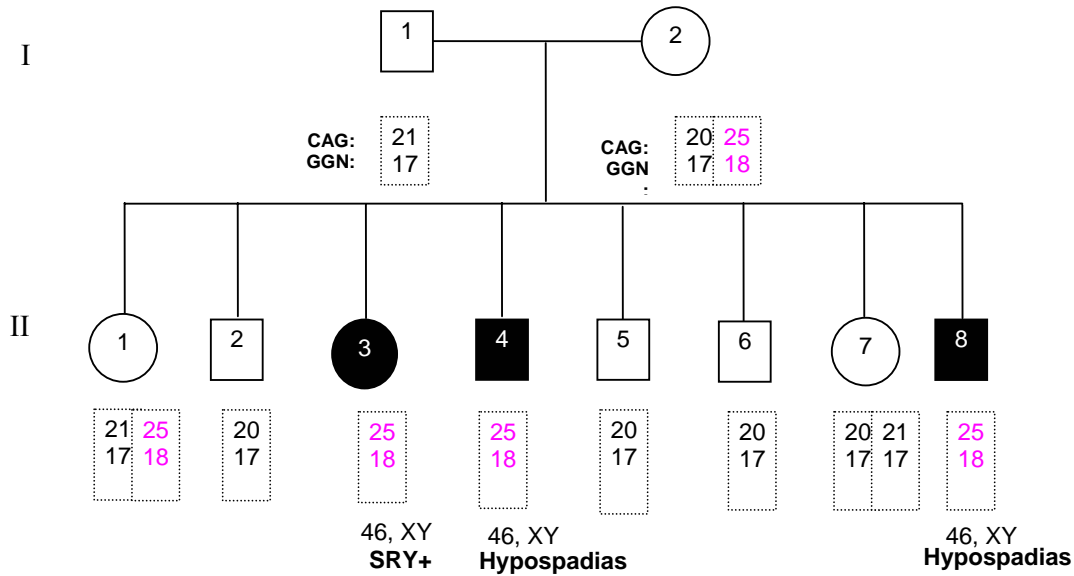 I
1
2
CAG: 21
GGN: 17
CAG: 20 25
GGN 17 18
:
II
1
2
3
4
5
6
7
8
21 25
17 18
20
17
25
18
25
18
20
17
20
17
20 21
17 17
25
18
46, XY
SRY+
46, XY
Hypospadias
46, XY
Hypospadias